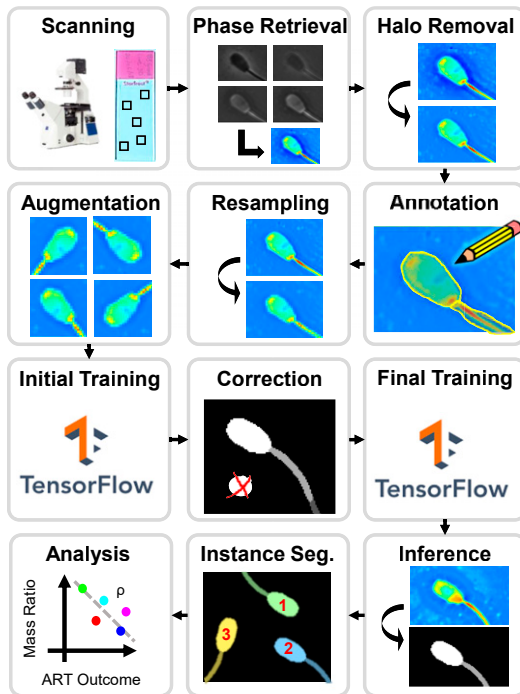 Scanning
Phase Retrieval
Halo Removal
Augmentation
Resampling
Annotation
Initial Training
Correction
Final Training
TensorFlow
TensorFlow
Analysis
Instance Seg.
Inference
Mass Ratio
ρ
ART Outcome
1
2
3